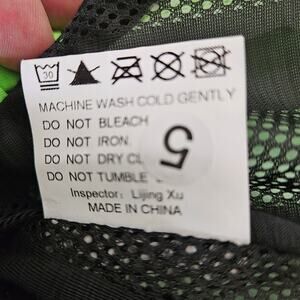 30
MACHINE WASH COLD GENTLY
DO NOT BLEACH
DO NOT IRON
DO NOT DRY CL
DO NOT TUMBLE
5
Inspector: Lijing Xu
MADE IN CHINA